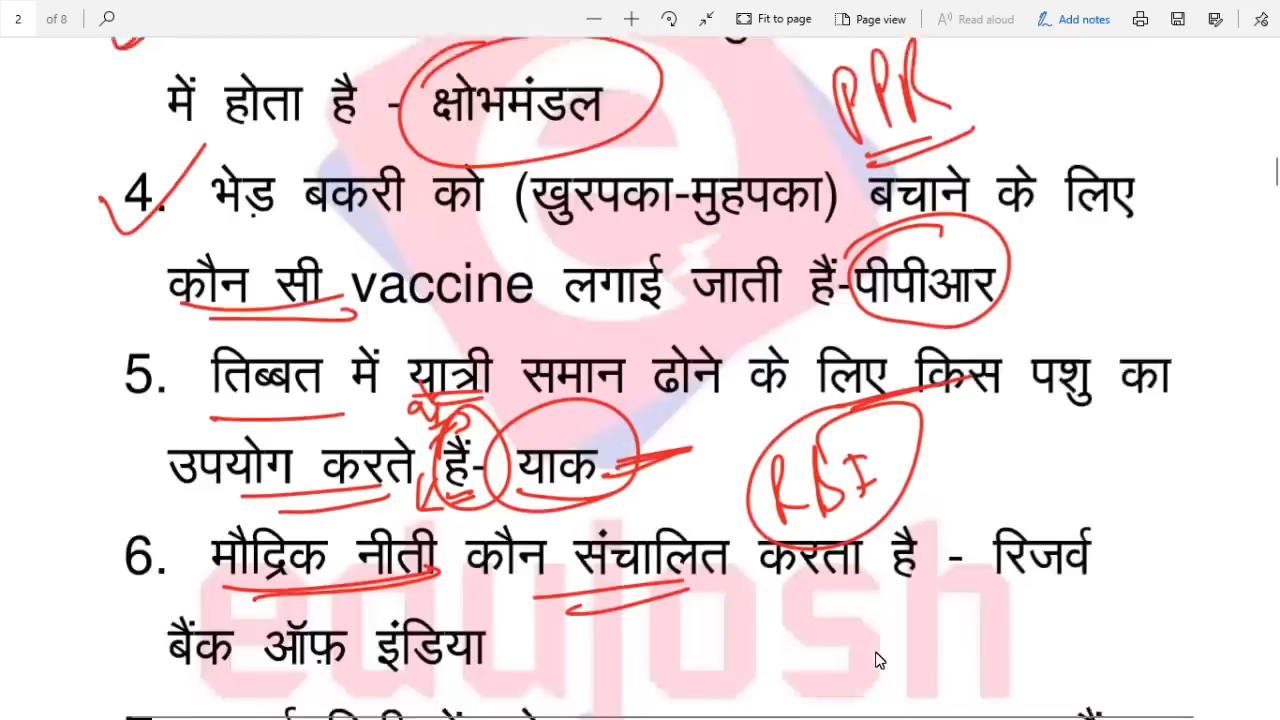 2 of 8 Fit to page Page view Read aloud Add notes
में होता है - क्षोभमंडल
PPR
4. भेड़ बकरी को (खुरपका-मुहपका) बचाने के लिए
कौन सी vaccine लगाई जाती हैं-पीपीआर
5. तिब्बत में यात्री समान ढोने के लिए किस पशु का
उपयोग करते हैं- याक
RBI
6. मौद्रिक नीती कौन संचालित करता है - रिजर्व
बैंक ऑफ़ इंडिया
edujosh